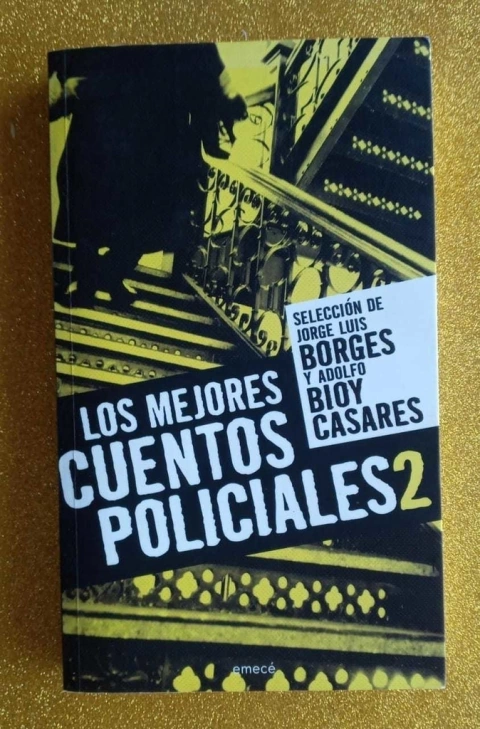 SELECCIÓN DE
JORGE LUIS
BORGES
Y ADOLFO
BIOY
CASARES
LOS MEJORES
CUENTOS
POLICIALES2
emecé